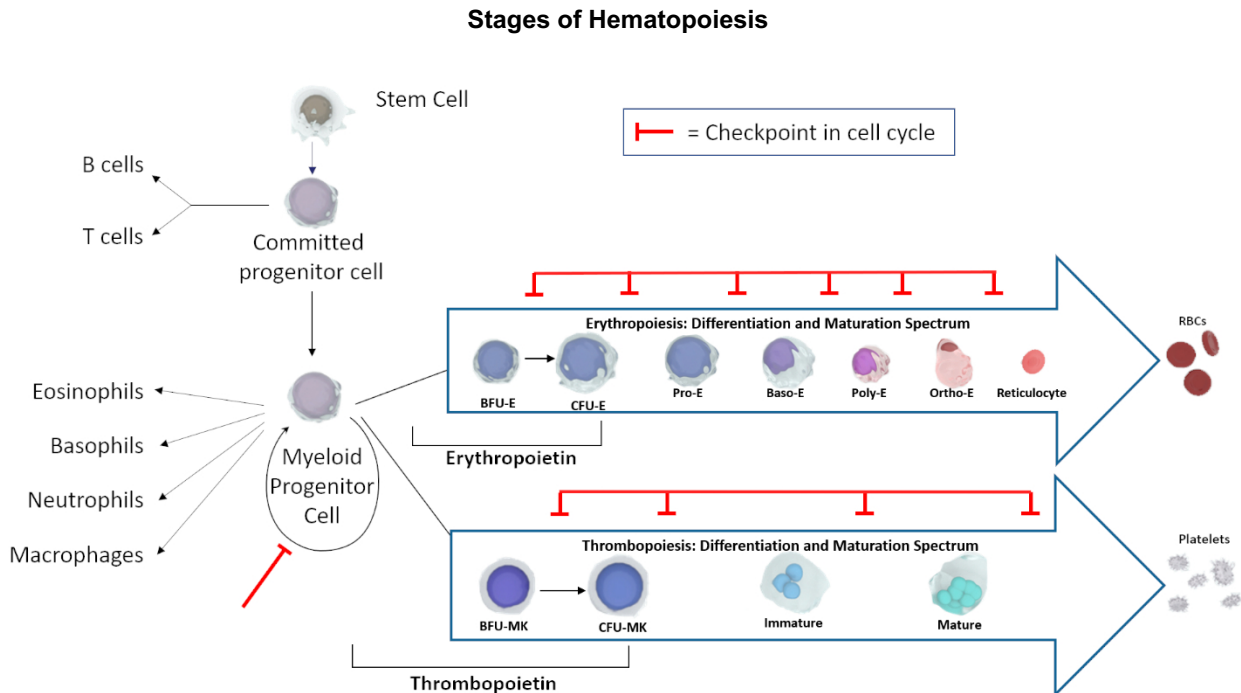 Stages of Hematopoiesis
Stem Cell
= Checkpoint in cell cycle
B cells
T cells
Committed
progenitor cell
Erythropoiesis: Differentiation and Maturation Spectrum
RBCs
BFU-E
CFU-E
Pro-E
Baso-E
Poly-E
Ortho-E
Reticulocyte
Eosinophils
Basophils
Neutrophils
Macrophages
Myeloid
Progenitor
Cell
Erythropoietin
Thrombopoiesis: Differentiation and Maturation Spectrum
Platelets
BFU-MK
CFU-MK
Immature
Mature
Thrombopoietin